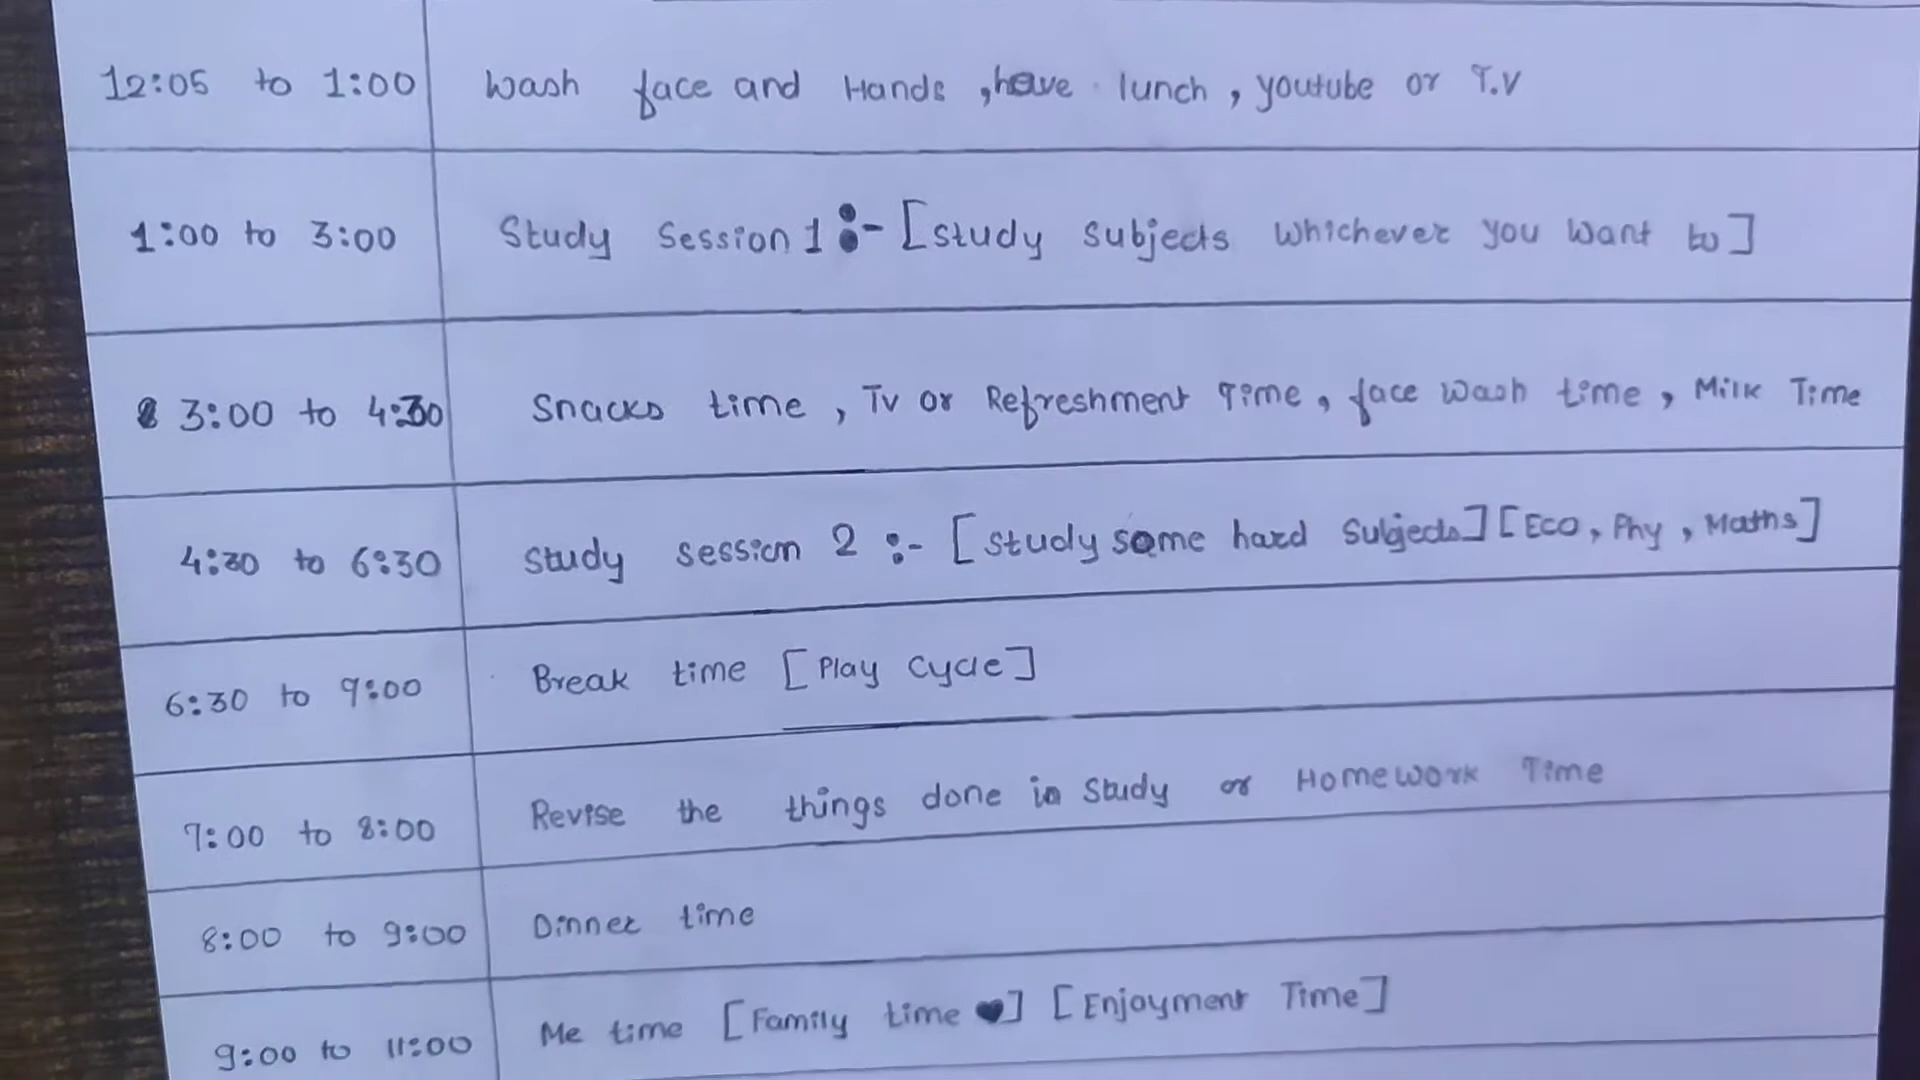 12:05 to 1:00 Wash face and Hands , have lunch , youtube or T.V
1:00 to 3:00 Study Session 1 :- [study subjects whichever you want to]
3:00 to 4:30 Snacks time , Tv or Refreshment Time , face wash time , Milk Time
4:30 to 6:30 Study session 2 :- [study some hard Subjects] [Eco , Phy , Maths]
6:30 to 9:00 Break time [Play Cycle]
7:00 to 8:00 Revise the things done in Study or Homework Time
8:00 to 9:00 Dinner time
9:00 to 11:00 Me time [Family time ♥] [Enjoyment Time]